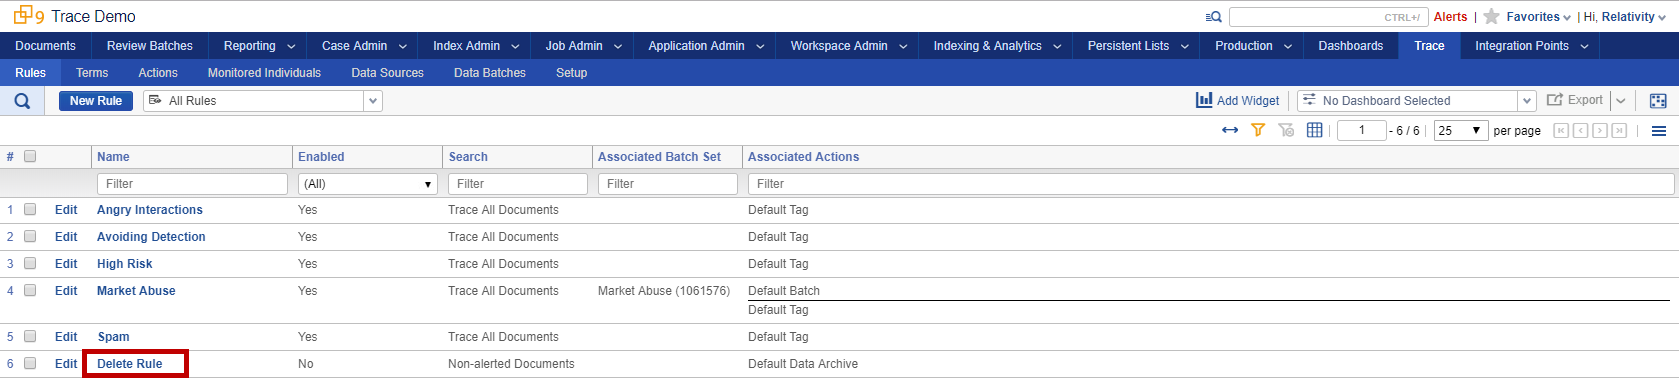 9 Trace Demo CTRL+/ Alerts | Favorites | Hi, Relativity
Documents Review Batches Reporting Case Admin Index Admin Job Admin Application Admin Workspace Admin Indexing & Analytics Persistent Lists Production Dashboards Trace Integration Points
Rules Terms Actions Monitored Individuals Data Sources Data Batches Setup
New Rule All Rules Add Widget No Dashboard Selected Export
1 - 6 / 6 25 per page
# Name Enabled Search Associated Batch Set Associated Actions
Filter (All) Filter Filter Filter
1 Edit Angry Interactions Yes Trace All Documents Default Tag
2 Edit Avoiding Detection Yes Trace All Documents Default Tag
3 Edit High Risk Yes Trace All Documents Default Tag
4 Edit Market Abuse Yes Trace All Documents Market Abuse (1061576) Default Batch
Default Tag
5 Edit Spam Yes Trace All Documents Default Tag
6 Edit Delete Rule No Non-alerted Documents Default Data Archive